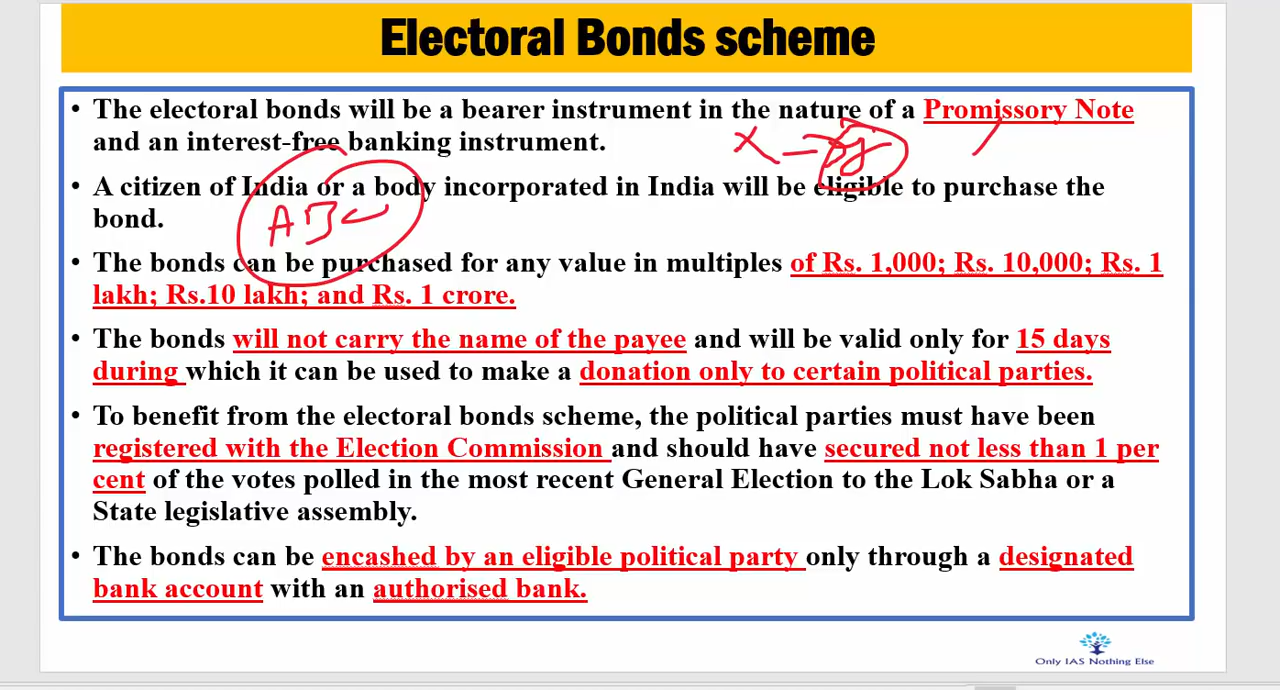 Electoral Bonds scheme
• The electoral bonds will be a bearer instrument in the nature of a Promissory Note
and an interest-free banking instrument.
• A citizen of India or a body incorporated in India will be eligible to purchase the
bond.
ABC
• The bonds can be purchased for any value in multiples of Rs. 1,000; Rs. 10,000; Rs. 1
lakh; Rs.10 lakh; and Rs. 1 crore.
• The bonds will not carry the name of the payee and will be valid only for 15 days
during which it can be used to make a donation only to certain political parties.
• To benefit from the electoral bonds scheme, the political parties must have been
registered with the Election Commission and should have secured not less than 1 per
cent of the votes polled in the most recent General Election to the Lok Sabha or a
State legislative assembly.
• The bonds can be encashed by an eligible political party only through a designated
bank account with an authorised bank.
Only IAS Nothing Else